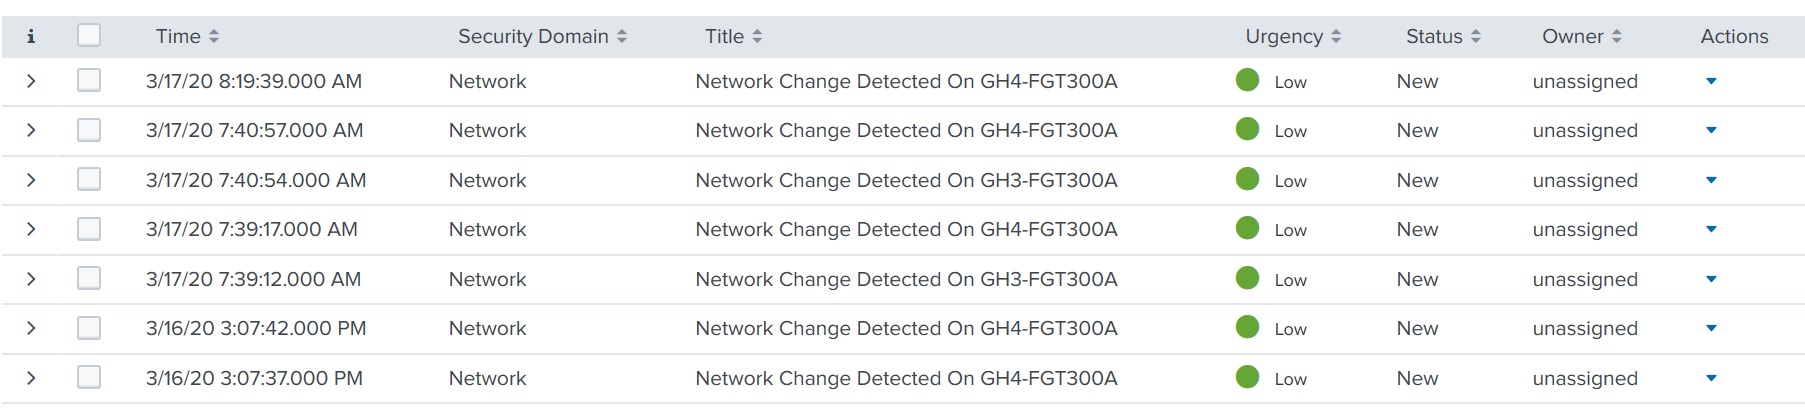 i Time Security Domain Title Urgency Status Owner Actions
3/17/20 8:19:39.000 AM Network Network Change Detected On GH4-FGT300A Low New unassigned
3/17/20 7:40:57.000 AM Network Network Change Detected On GH4-FGT300A Low New unassigned
3/17/20 7:40:54.000 AM Network Network Change Detected On GH3-FGT300A Low New unassigned
3/17/20 7:39:17.000 AM Network Network Change Detected On GH4-FGT300A Low New unassigned
3/17/20 7:39:12.000 AM Network Network Change Detected On GH3-FGT300A Low New unassigned
3/16/20 3:07:42.000 PM Network Network Change Detected On GH4-FGT300A Low New unassigned
3/16/20 3:07:37.000 PM Network Network Change Detected On GH4-FGT300A Low New unassigned